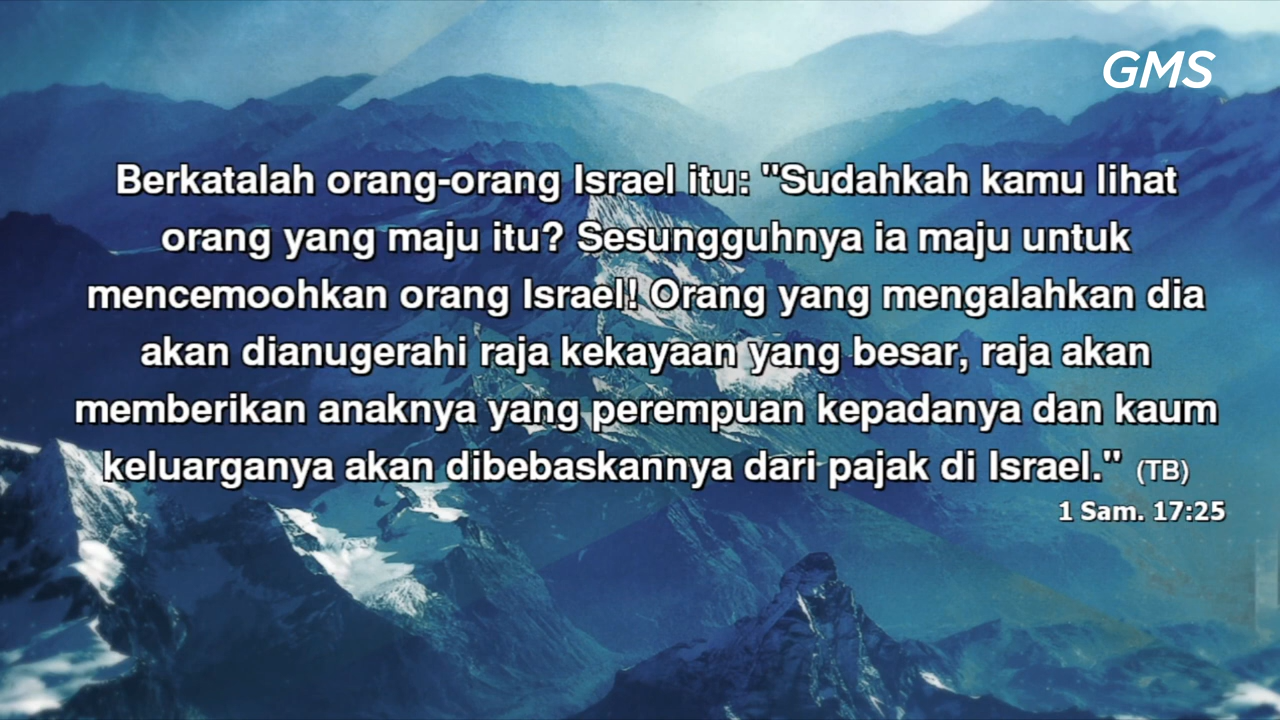 GMS
Berkatalah orang-orang Israel itu: "Sudahkah kamu lihat
orang yang maju itu? Sesungguhnya ia maju untuk
mencemoohkan orang Israel! Orang yang mengalahkan dia
akan dianugerahi raja kekayaan yang besar, raja akan
memberikan anaknya yang perempuan kepadanya dan kaum
keluarganya akan dibebaskannya dari pajak di Israel." (TB)
1 Sam. 17:25